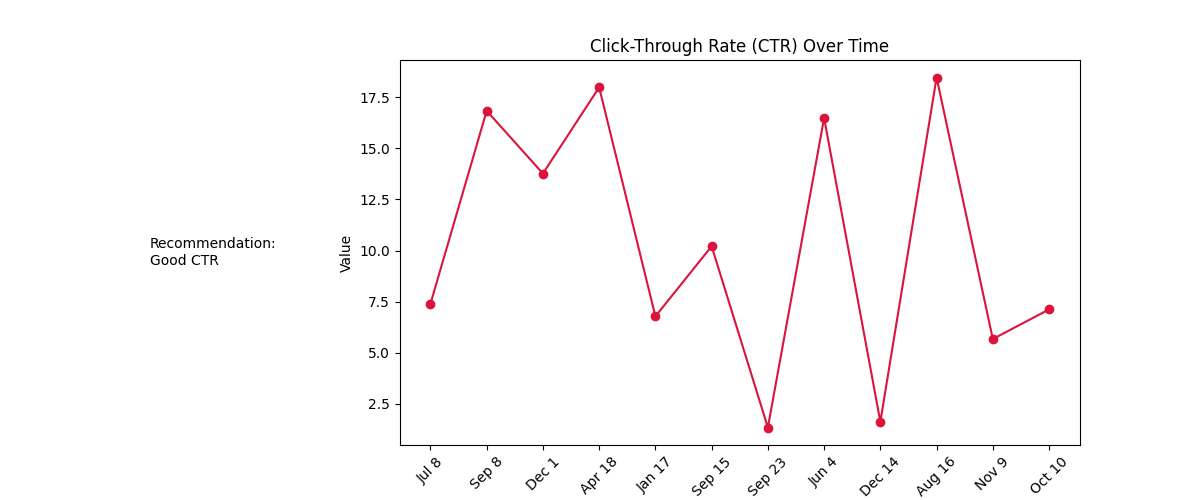 Click-Through Rate (CTR) Over Time
Recommendation:
Good CTR
Value
17.5
15.0
12.5
10.0
7.5
5.0
2.5
Jul 8
Sep 8
Dec 1
Apr 18
Jan 17
Sep 15
Sep 23
Jun 4
Dec 14
Aug 16
Nov 9
Oct 10